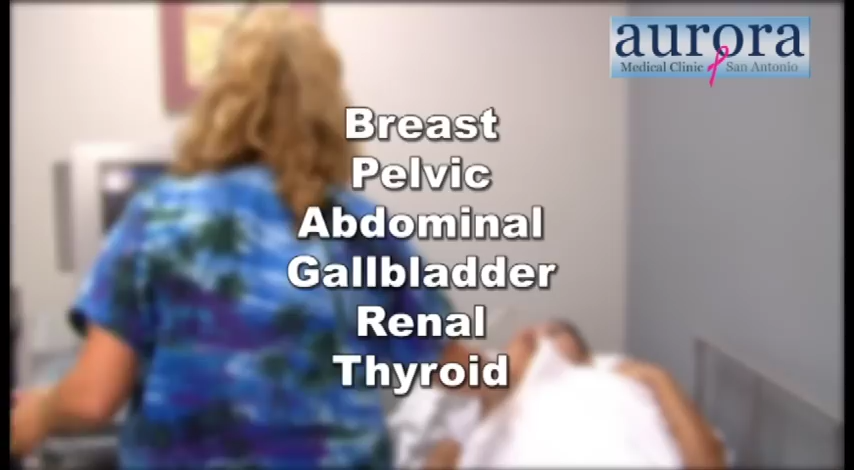 aurora
Medical Clinic San Antonio
Breast
Pelvic
Abdominal
Gallbladder
Renal
Thyroid